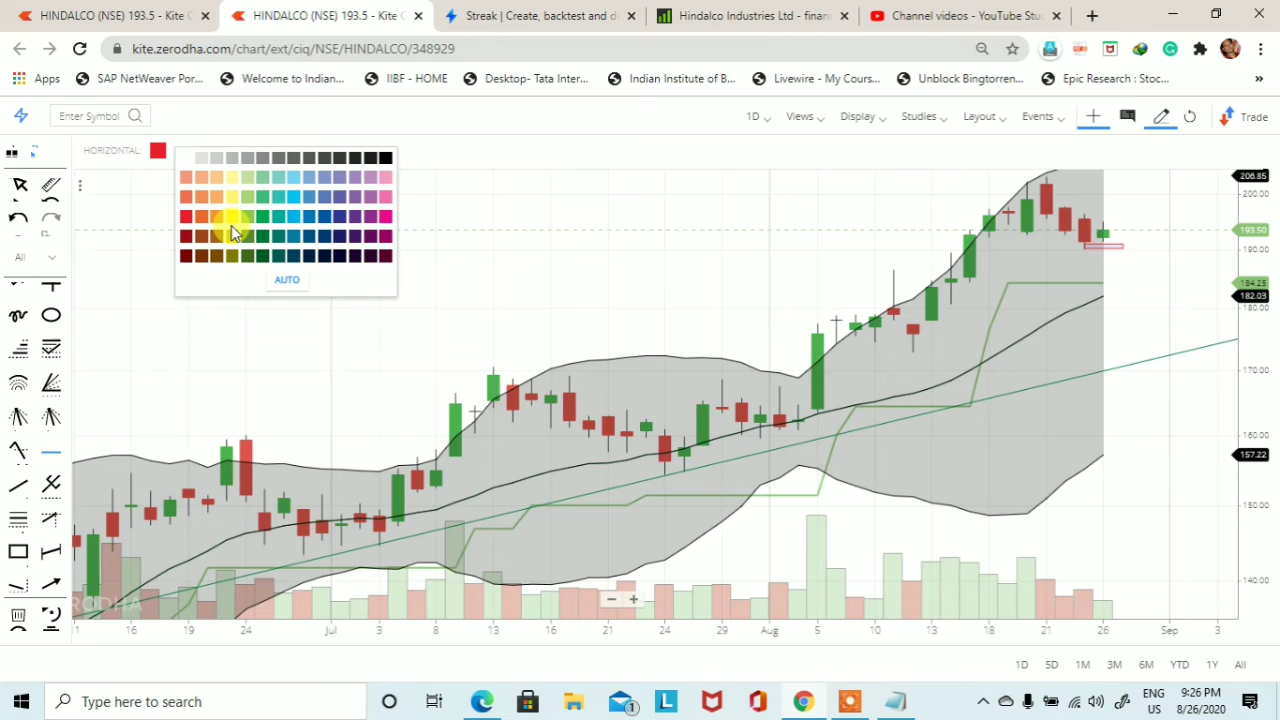 HINDALCO (NSE) 193.5 - Kite C
HINDALCO (NSE) 193.5 - Kite C
Streak | Create, backtest and d
Hindalco Industries Ltd - finan
Channel videos - YouTube Stu
kite.zerodha.com/chart/ext/ciq/NSE/HINDALCO/348929
Apps
SAP NetWeaver Por...
Welcome to Indian...
IIBF - HOME
Desktop- Tata Inter...
Indian Institute of B...
Livewire - My Cours...
Unblock Bingtorren...
Epic Research : Stoc...
Enter Symbol
1D
Views
Display
Studies
Layout
Events
Trade
HORIZONTAL:
AUTO
All
206.85
200.00
193.50
190.00
184.25
182.03
180.00
170.00
160.00
157.22
150.00
140.00
RODHA
1
16
19
24
Jul
3
8
13
16
21
24
29
Aug
5
10
13
18
21
26
Sep
3
1D
5D
1M
3M
6M
YTD
1Y
All
Type here to search
1
L
ENG
US
9:26 PM
8/26/2020